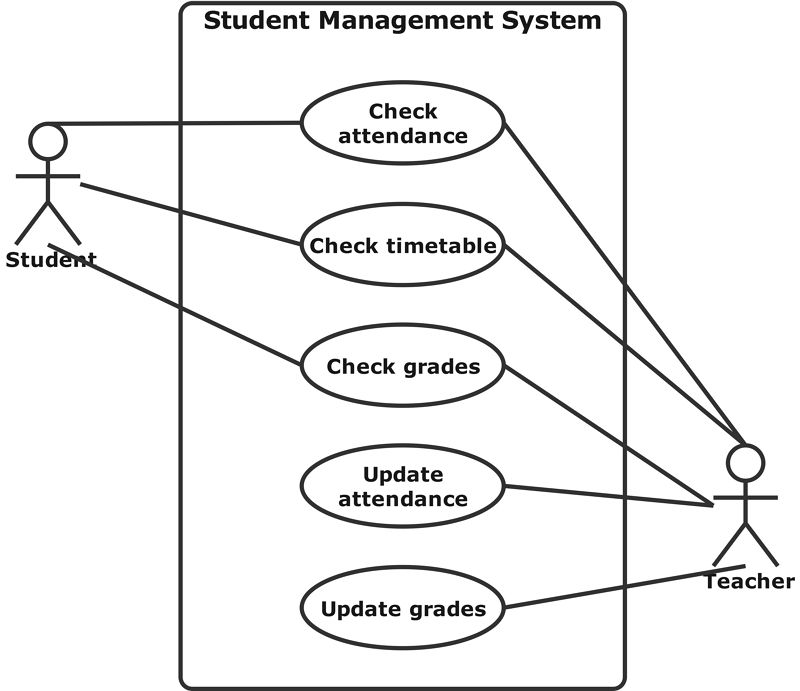 Student Management System
Check
attendance
Check timetable
Student
Check grades
Update
attendance
Teacher
Update grades